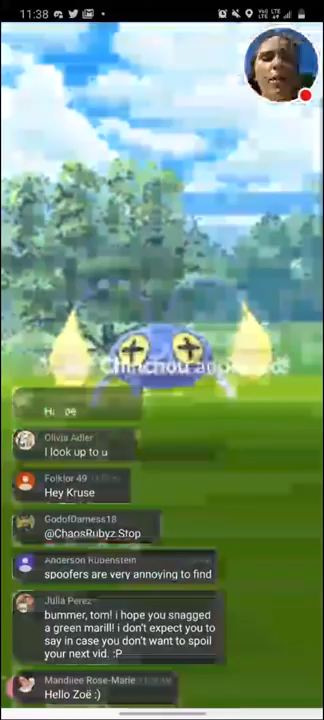 11:38
Chinchou appeared!
Hi
Olivia Adler
I look up to u
Folklor 49
Hey Kruse
GodofDarness18
@ChaosRubyz Stop
Anderson Rubenstein
spoofers are very annoying to find
Julia Perez
bummer, tom! i hope you snagged
a green marill! i don't expect you to
say in case you don't want to spoil
your next vid. :P
Mandiiee Rose-Marie
Hello Zoë :)